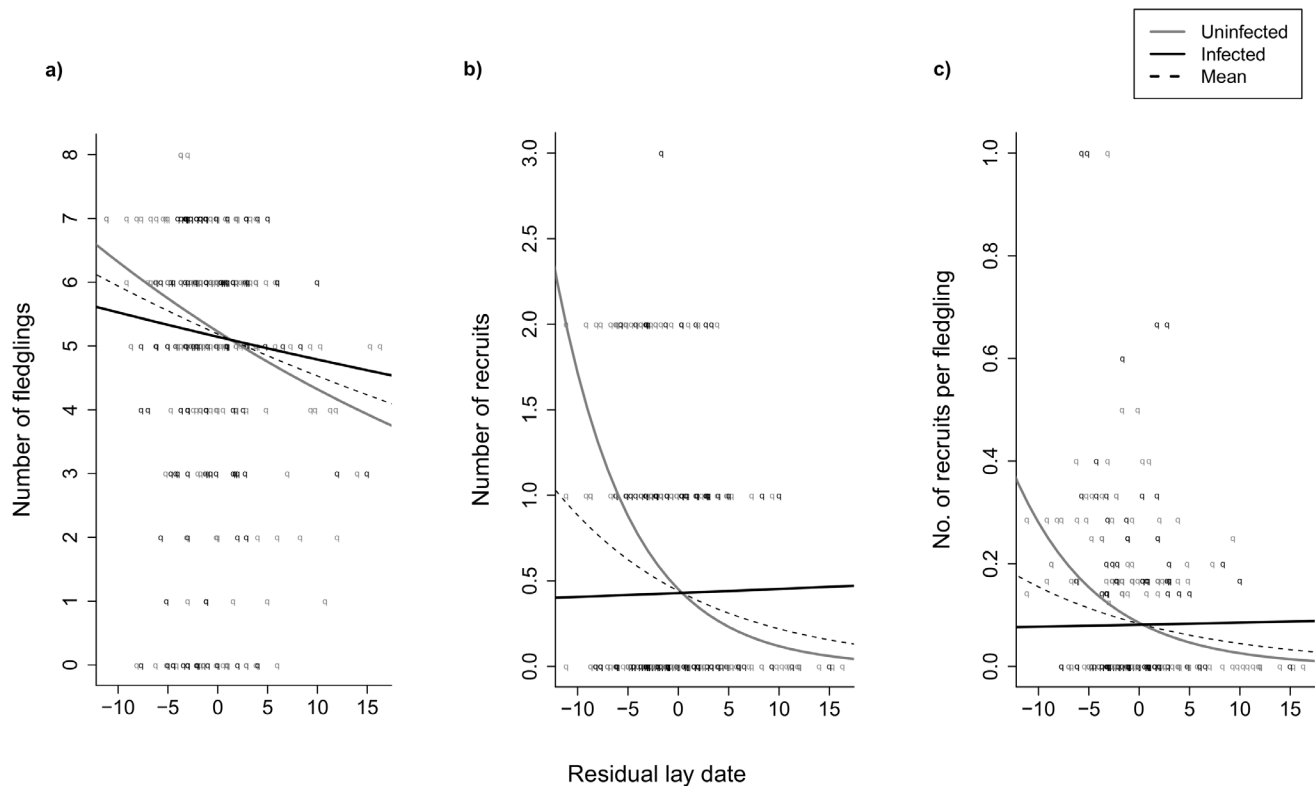 Uninfected
Infected
Mean
a)
b)
c)
Number of fledglings
8
7
6
5
4
3
2
1
0
−10 −5 0 5 10 15
Number of recruits
3.0
2.5
2.0
1.5
1.0
0.5
0.0
−10 −5 0 5 10 15
No. of recruits per fledgling
1.0
0.8
0.6
0.4
0.2
0.0
−10 −5 0 5 10 15
Residual lay date